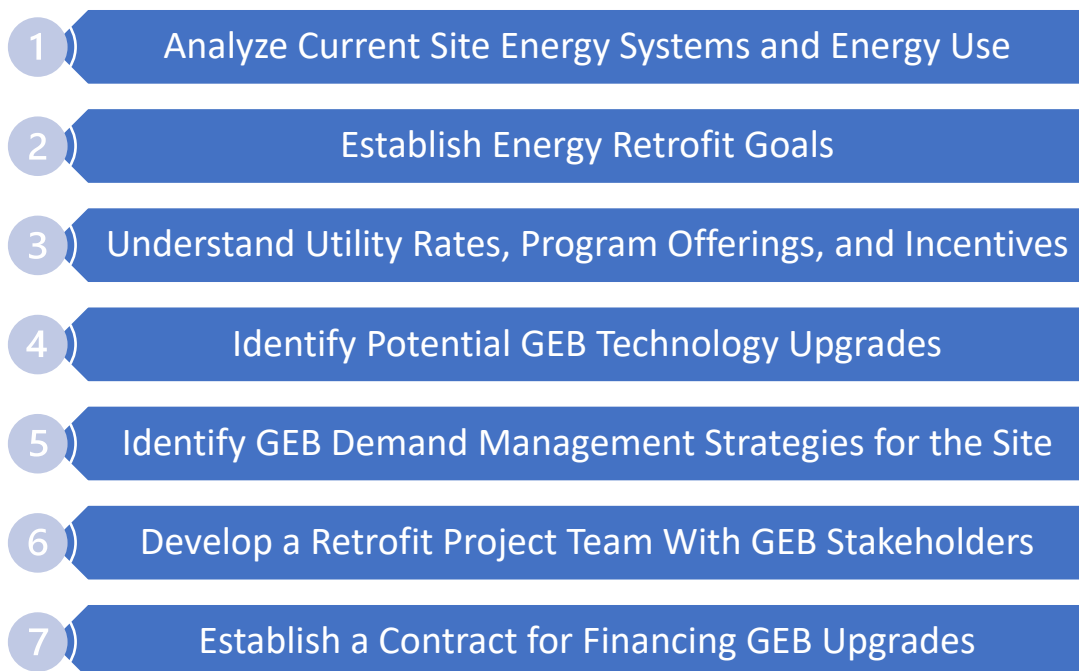 1 Analyze Current Site Energy Systems and Energy Use
2 Establish Energy Retrofit Goals
3 Understand Utility Rates, Program Offerings, and Incentives
4 Identify Potential GEB Technology Upgrades
5 Identify GEB Demand Management Strategies for the Site
6 Develop a Retrofit Project Team With GEB Stakeholders
7 Establish a Contract for Financing GEB Upgrades